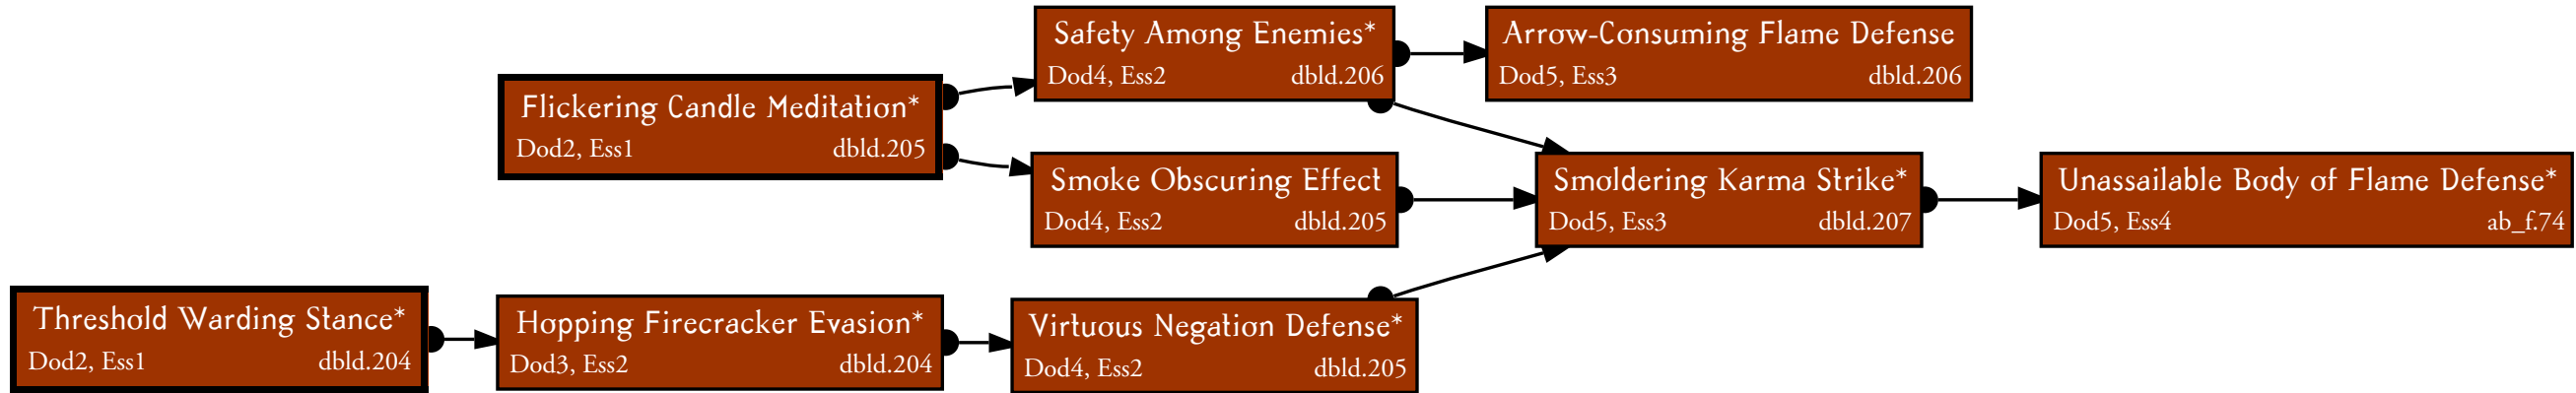 Safety Among Enemies*
Dod4, Ess2 dbld.206
Arrow-Consuming Flame Defense
Dod5, Ess3 dbld.206
Flickering Candle Meditation*
Dod2, Ess1 dbld.205
Smoke Obscuring Effect
Dod4, Ess2 dbld.205
Smoldering Karma Strike*
Dod5, Ess3 dbld.207
Unassailable Body of Flame Defense*
Dod5, Ess4 ab_f.74
Threshold Warding Stance*
Dod2, Ess1 dbld.204
Hopping Firecracker Evasion*
Dod3, Ess2 dbld.204
Virtuous Negation Defense*
Dod4, Ess2 dbld.205